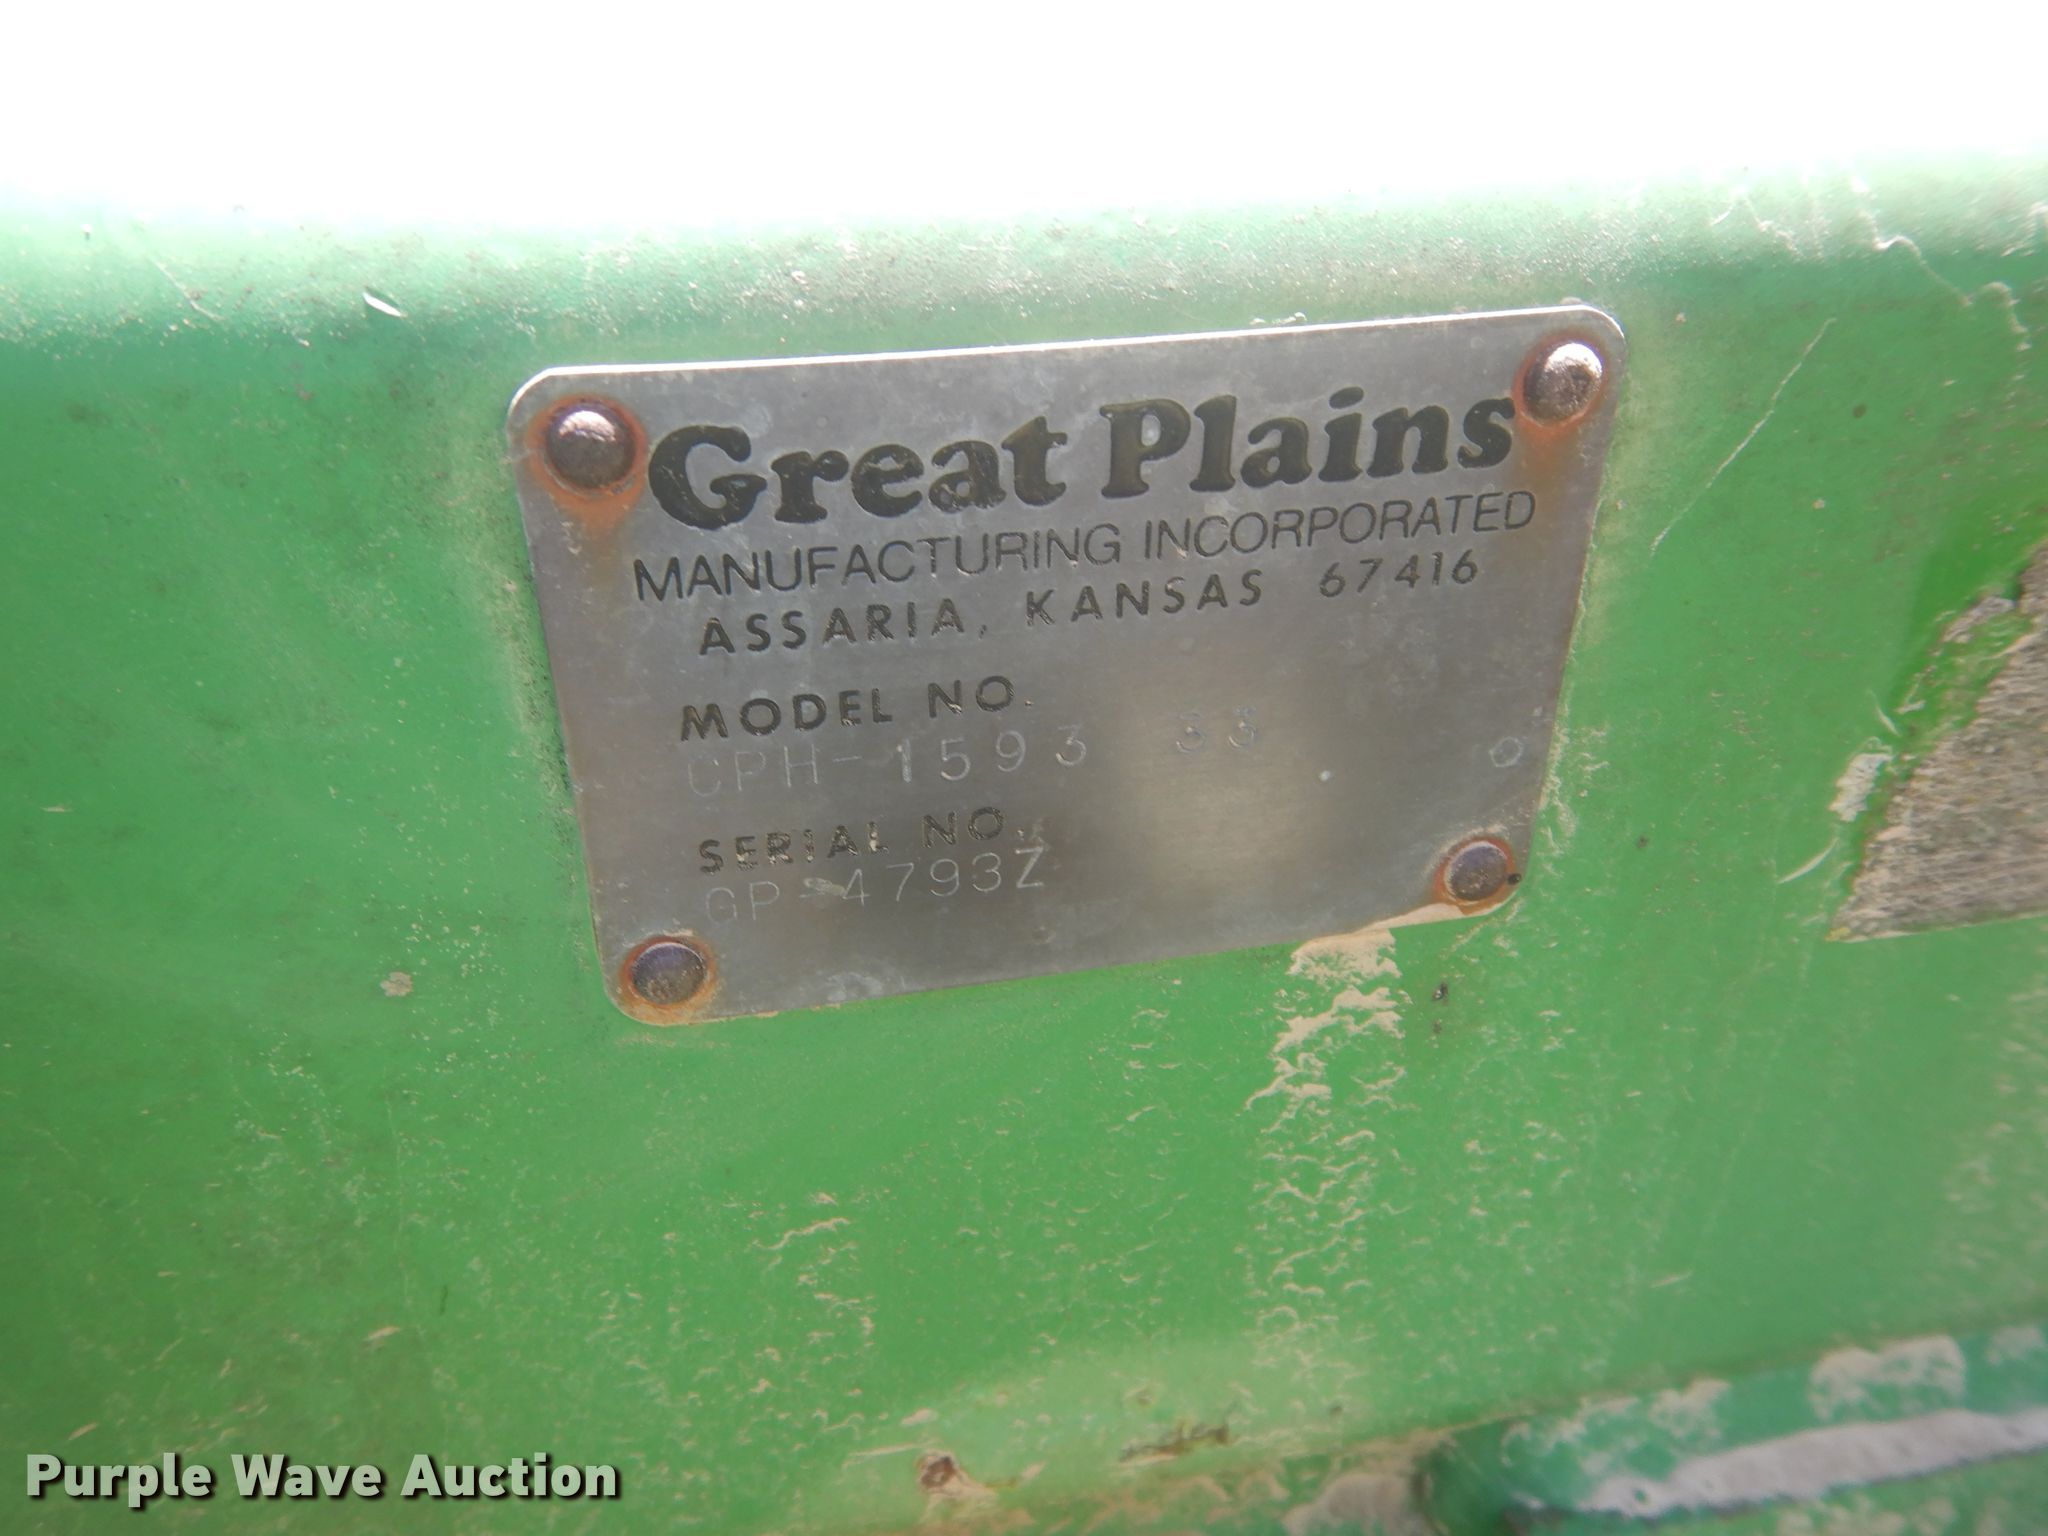 Great Plains
MANUFACTURING INCORPORATED
ASSARIA, KANSAS 67416
MODEL NO.
CPH-1593 33
SERIAL NO.
GP-4793Z
Purple Wave Auction